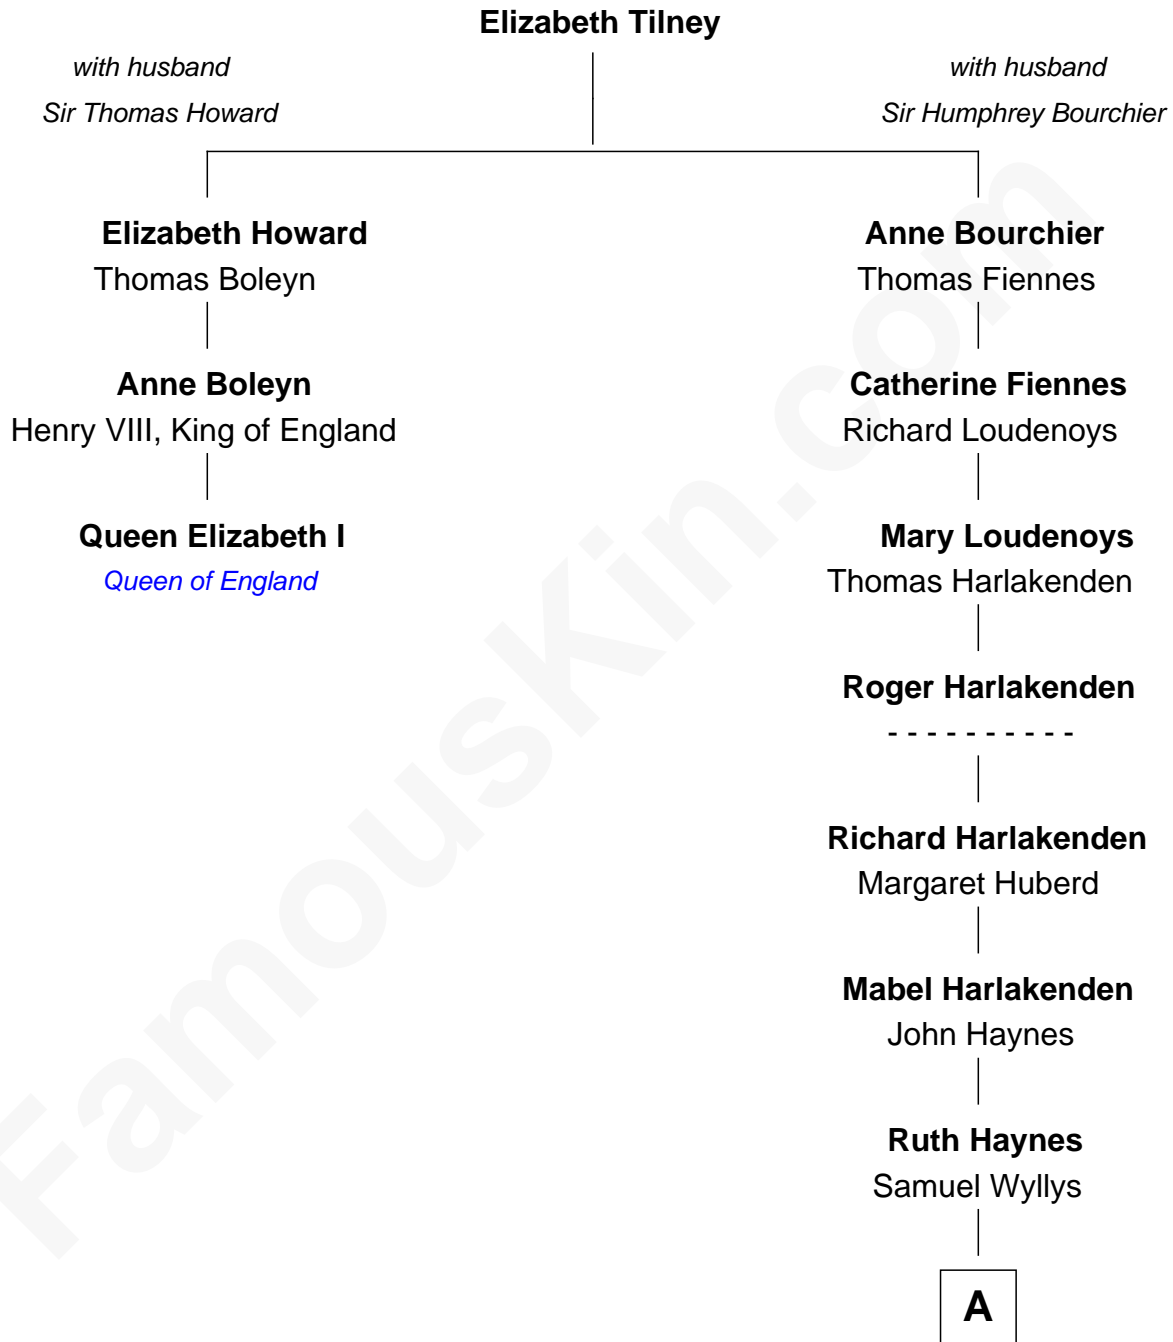 Elizabeth Tilney
with husband
Sir Thomas Howard
with husband
Sir Humphrey Bourchier
Elizabeth Howard
Thomas Boleyn
Anne Boleyn
Henry VIII, King of England
Queen Elizabeth I
Queen of England
Anne Bourchier
Thomas Fiennes
Catherine Fiennes
Richard Loudenoys
Mary Loudenoys
Thomas Harlakenden
Roger Harlakenden
- - - - - - - - - -
Richard Harlakenden
Margaret Huberd
Mabel Harlakenden
John Haynes
Ruth Haynes
Samuel Wyllys
A
FamousKin.com